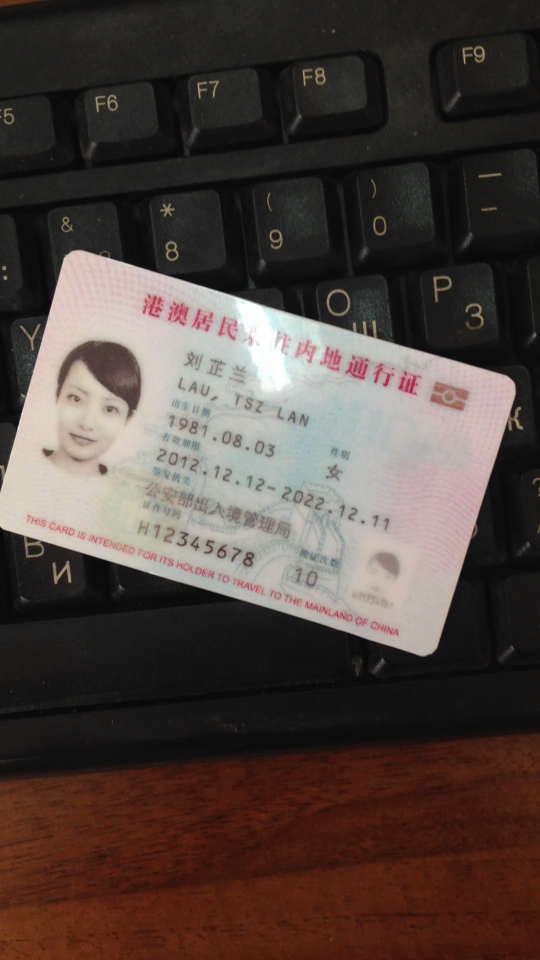 F5 F6 F7 F8 F9
& * ( ) —
: 8 9 0 -
Y O P
Щ З
港澳居民来往内地通行证
刘芷兰
LAU, TSZ LAN
出生日期
1981.08.03
性别
女
有效期限
2012.12.12-2022.12.11
签发机关
公安部出入境管理局
证件号码
换证次数
H12345678
10
THIS CARD IS INTENDED FOR ITS HOLDER TO TRAVEL TO THE MAINLAND OF CHINA
B
И